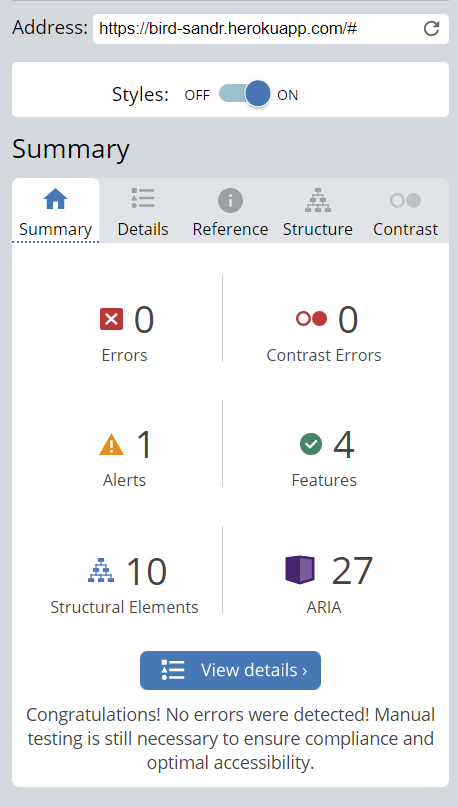 Address: https://bird-sandr.herokuapp.com/#
Styles: OFF ON
Summary
Summary Details Reference Structure Contrast
0 0
Errors Contrast Errors
1 4
Alerts Features
10 27
Structural Elements ARIA
View details ›
Congratulations! No errors were detected! Manual
testing is still necessary to ensure compliance and
optimal accessibility.